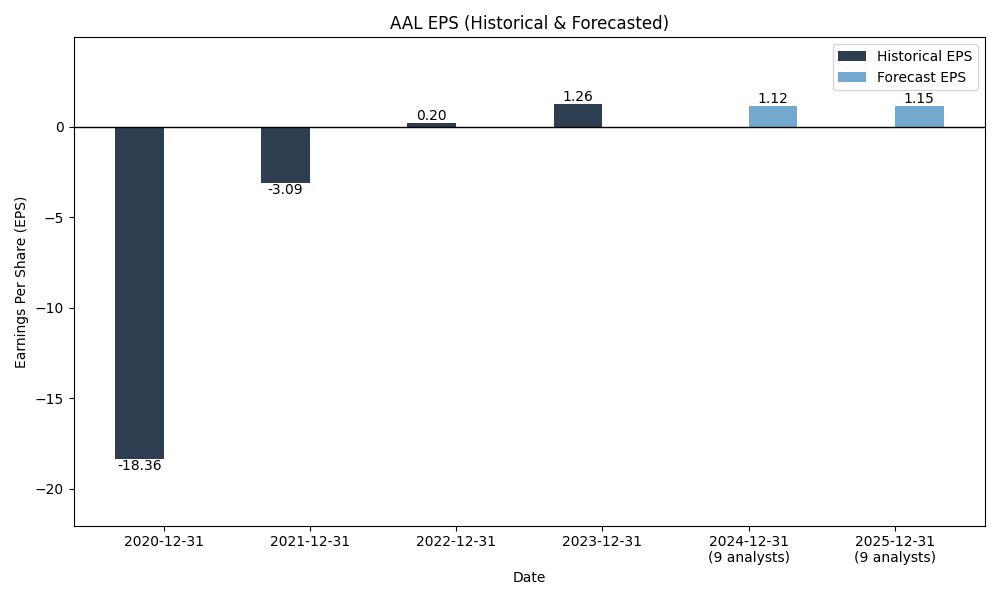 AAL EPS (Historical & Forecasted)
Historical EPS
Forecast EPS
Earnings Per Share (EPS)
0
−5
−10
−15
−20
-18.36
-3.09
0.20
1.26
1.12
1.15
2020-12-31
2021-12-31
2022-12-31
2023-12-31
2024-12-31
(9 analysts)
2025-12-31
(9 analysts)
Date